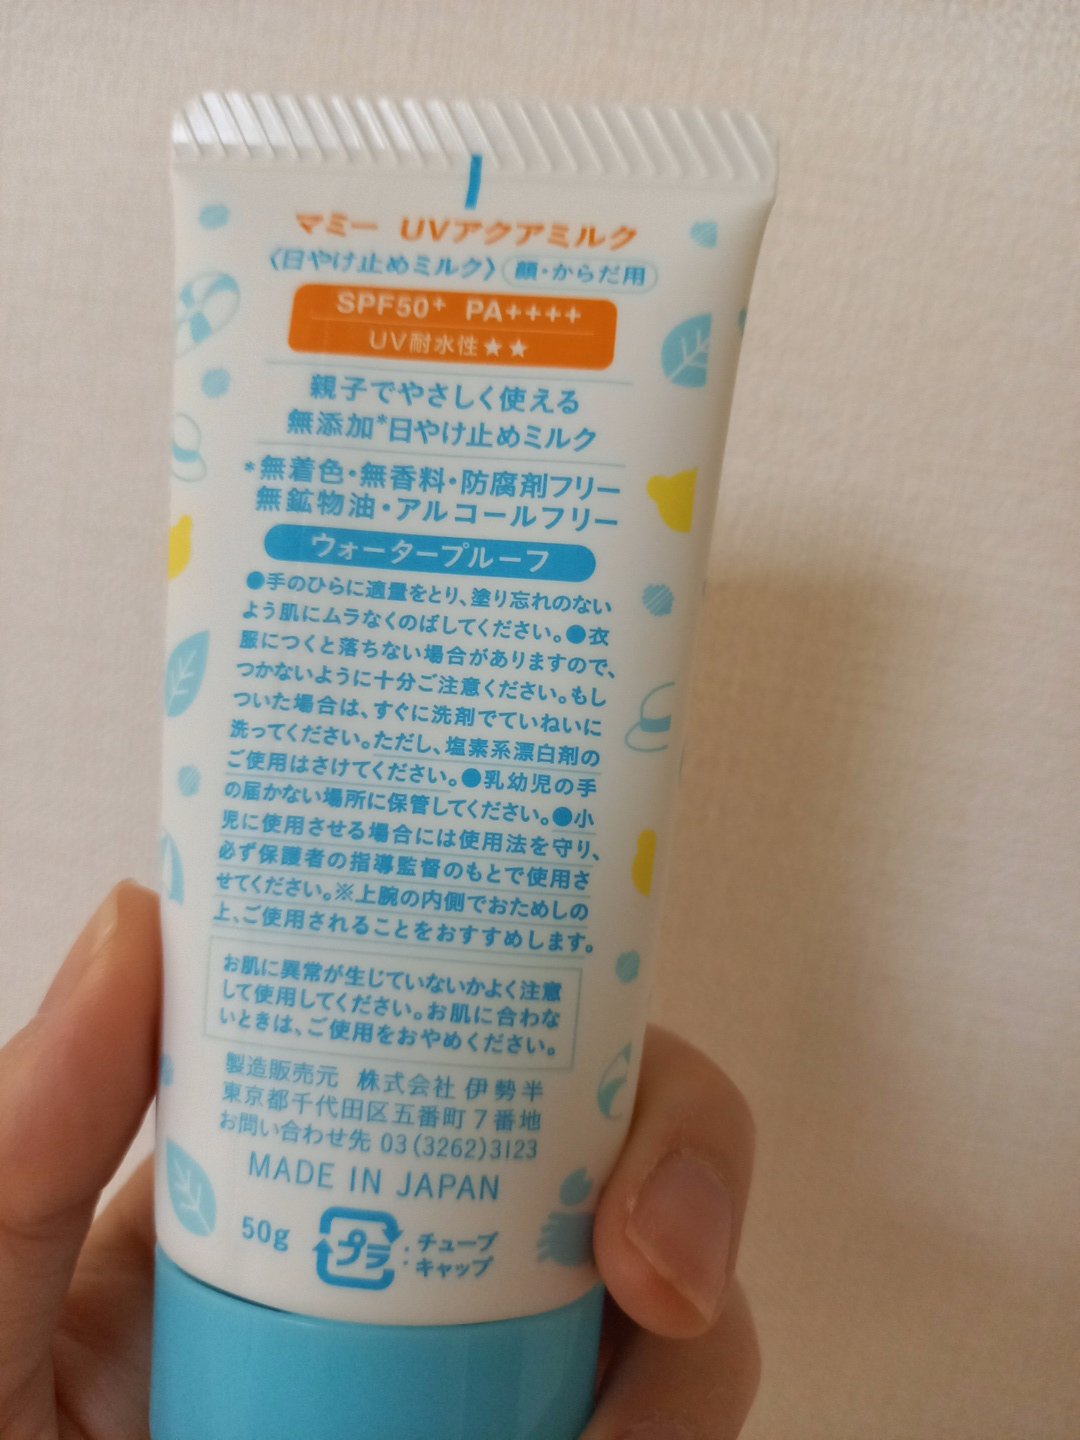 マミー UVアクアミルク
〈日やけ止めミルク〉 顔・からだ用
SPF50+ PA++++
UV耐水性★★
親子でやさしく使える
無添加*日やけ止めミルク
*無着色・無香料・防腐剤フリー
無鉱物油・アルコールフリー
ウォータープルーフ
●手のひらに適量をとり、塗り忘れのない
よう肌にムラなくのばしてください。●衣
服につくと落ちない場合がありますので、
つかないように十分ご注意ください。もし
ついた場合は、すぐに洗剤でていねいに
洗ってください。ただし、塩素系漂白剤の
ご使用はさけてください。●乳幼児の手
の届かない場所に保管してください。●小
児に使用させる場合には使用法を守り、
必ず保護者の指導監督のもとで使用さ
せてください。※上腕の内側でおためしの
上、ご使用されることをおすすめします。
お肌に異常が生じていないかよく注意
して使用してください。お肌に合わな
いときは、ご使用をおやめください。
製造販売元 株式会社 伊勢半
東京都千代田区五番町7番地
お問い合わせ先 03(3262)3123
MADE IN JAPAN
50g プラ :チューブ
:キャップ